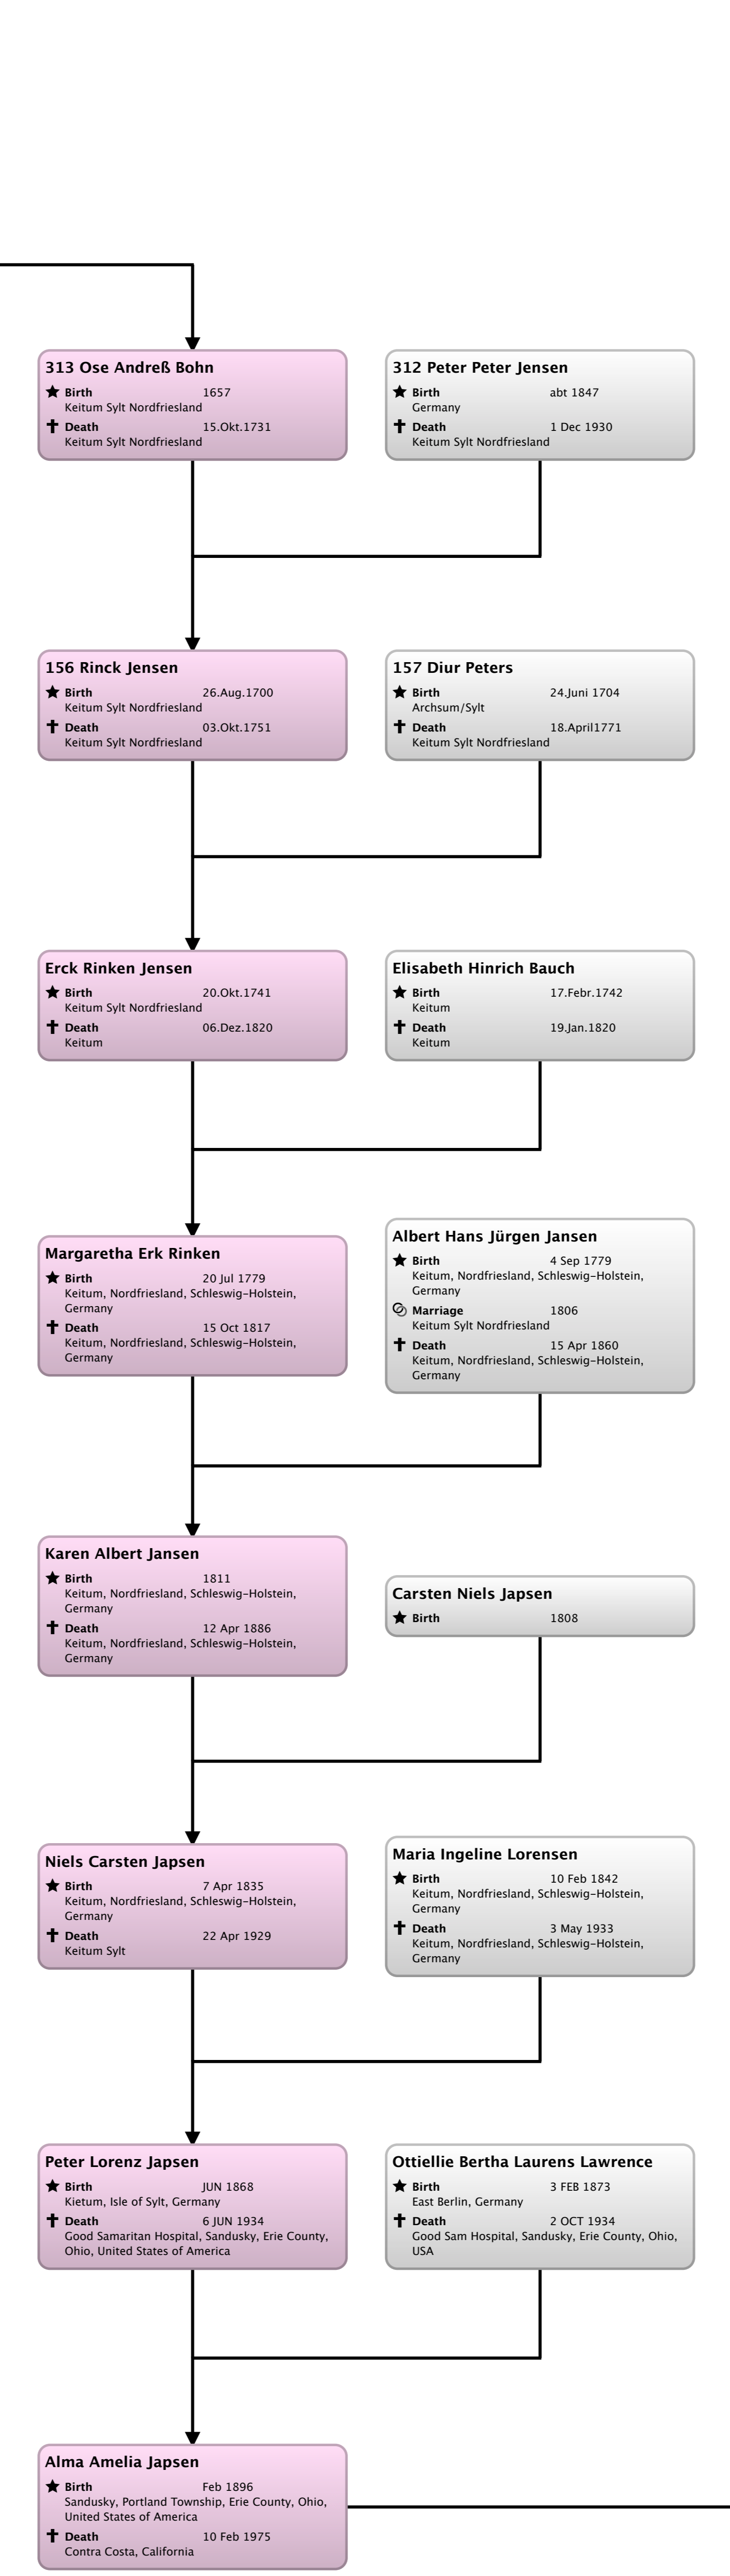 313 Ose Andreß Bohn
Birth 1657
Keitum Sylt Nordfriesland
Death 15.Okt.1731
Keitum Sylt Nordfriesland
312 Peter Peter Jensen
Birth abt 1847
Germany
Death 1 Dec 1930
Keitum Sylt Nordfriesland
156 Rinck Jensen
Birth 26.Aug.1700
Keitum Sylt Nordfriesland
Death 03.Okt.1751
Keitum Sylt Nordfriesland
157 Diur Peters
Birth 24.Juni 1704
Archsum/Sylt
Death 18.April1771
Keitum Sylt Nordfriesland
Erck Rinken Jensen
Birth 20.Okt.1741
Keitum Sylt Nordfriesland
Death 06.Dez.1820
Keitum
Elisabeth Hinrich Bauch
Birth 17.Febr.1742
Keitum
Death 19.Jan.1820
Keitum
Margaretha Erk Rinken
Birth 20 Jul 1779
Keitum, Nordfriesland, Schleswig-Holstein,
Germany
Death 15 Oct 1817
Keitum, Nordfriesland, Schleswig-Holstein,
Germany
Albert Hans Jürgen Jansen
Birth 4 Sep 1779
Keitum, Nordfriesland, Schleswig-Holstein,
Germany
Marriage 1806
Keitum Sylt Nordfriesland
Death 15 Apr 1860
Keitum, Nordfriesland, Schleswig-Holstein,
Germany
Karen Albert Jansen
Birth 1811
Keitum, Nordfriesland, Schleswig-Holstein,
Germany
Death 12 Apr 1886
Keitum, Nordfriesland, Schleswig-Holstein,
Germany
Carsten Niels Japsen
Birth 1808
Niels Carsten Japsen
Birth 7 Apr 1835
Keitum, Nordfriesland, Schleswig-Holstein,
Germany
Death 22 Apr 1929
Keitum Sylt
Maria Ingeline Lorensen
Birth 10 Feb 1842
Keitum, Nordfriesland, Schleswig-Holstein,
Germany
Death 3 May 1933
Keitum, Nordfriesland, Schleswig-Holstein,
Germany
Peter Lorenz Japsen
Birth JUN 1868
Kietum, Isle of Sylt, Germany
Death 6 JUN 1934
Good Samaritan Hospital, Sandusky, Erie County,
Ohio, United States of America
Ottiellie Bertha Laurens Lawrence
Birth 3 FEB 1873
East Berlin, Germany
Death 2 OCT 1934
Good Sam Hospital, Sandusky, Erie County, Ohio,
USA
Alma Amelia Japsen
Birth Feb 1896
Sandusky, Portland Township, Erie County, Ohio,
United States of America
Death 10 Feb 1975
Contra Costa, California